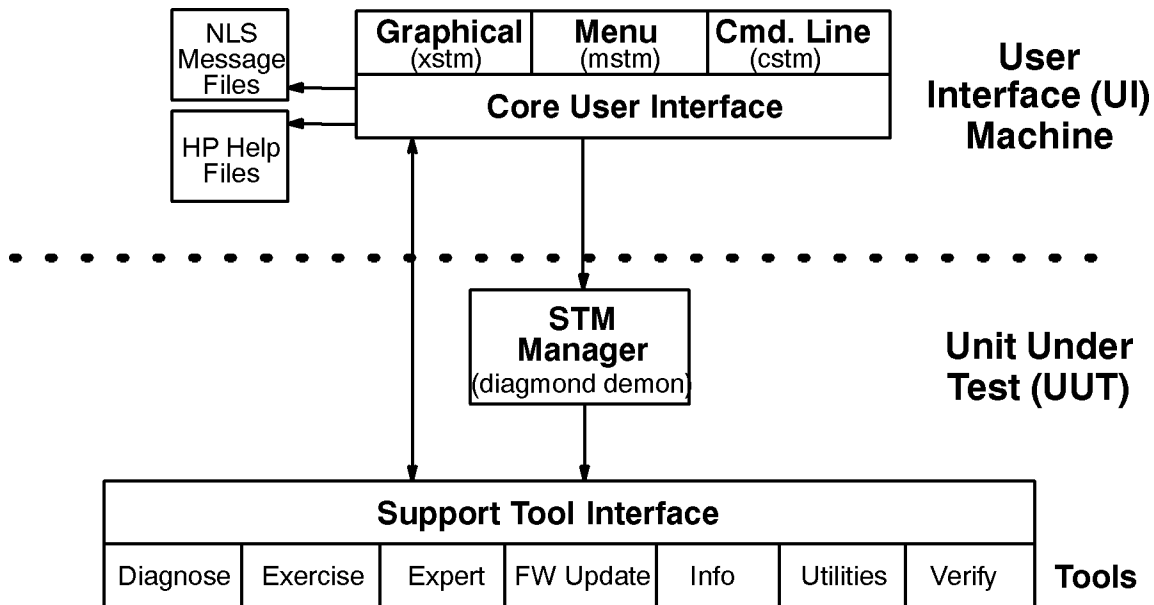 NLS
Message
Files
HP Help
Files
Graphical
(xstm)
Menu
(mstm)
Cmd. Line
(cstm)
Core User Interface
User
Interface (UI)
Machine
STM
Manager
(diagmond demon)
Unit Under
Test (UUT)
Support Tool Interface
Diagnose
Exercise
Expert
FW Update
Info
Utilities
Verify
Tools